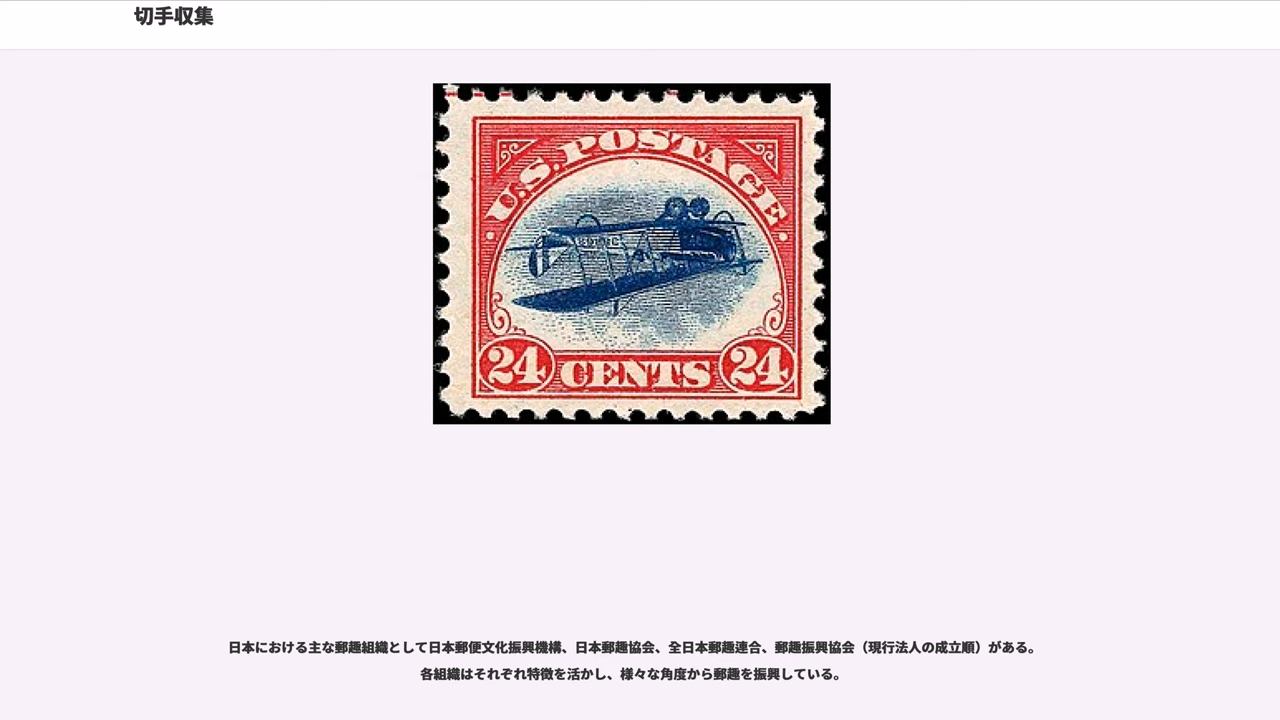 切手収集
U.S. POSTAGE
24 CENTS 24
日本における主な郵趣組織として日本郵便文化振興機構、日本郵趣協会、全日本郵趣連合、郵趣振興協会（現行法人の成立順）がある。
各組織はそれぞれ特徴を活かし、様々な角度から郵趣を振興している。